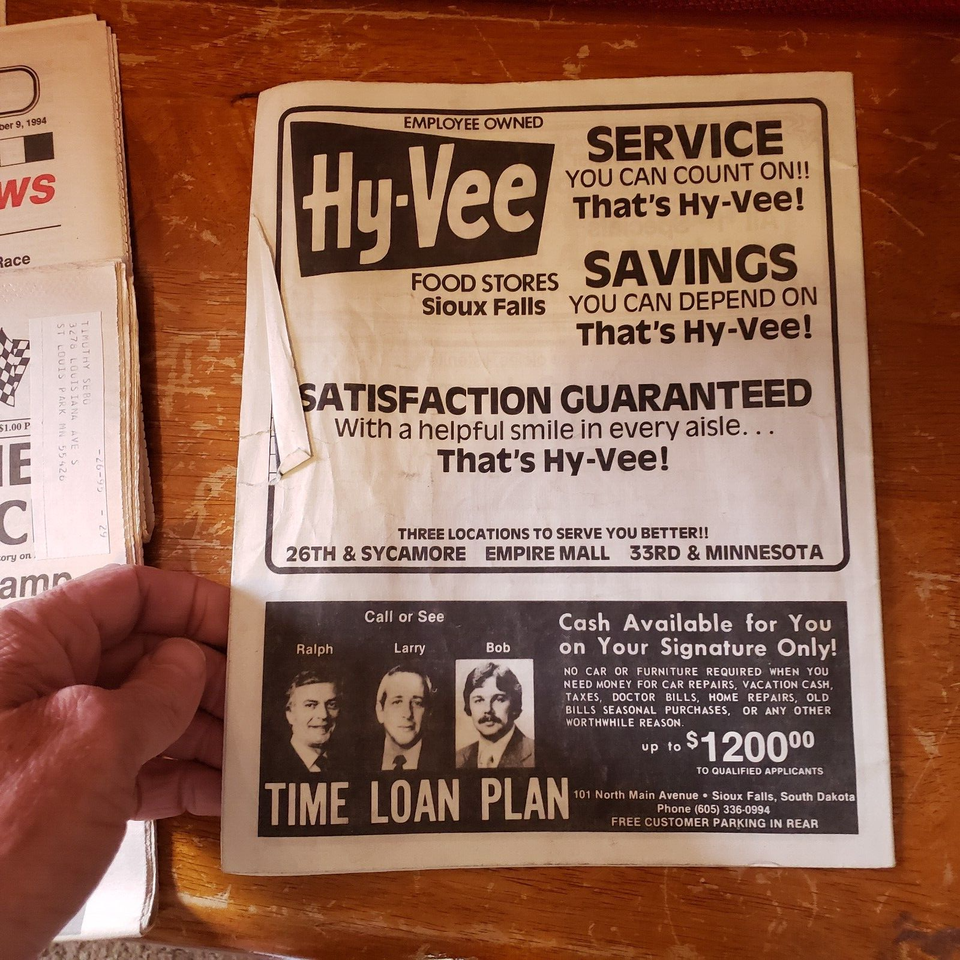 ber 9, 1994
ws
Race
TIMOTHY SEBO
3270 LOUISIANA AVE S
ST LOUIS PARK MN 55426
$1.00
EMPLOYEE OWNED
Hy-Vee
FOOD STORES
Sioux Falls
SERVICE
YOU CAN COUNT ON!!
That's Hy-Vee!
SAVINGS
YOU CAN DEPEND ON
That's Hy-Vee!
SATISFACTION GUARANTEED
With a helpful smile in every aisle...
That's Hy-Vee!
THREE LOCATIONS TO SERVE YOU BETTER!!
26TH & SYCAMORE EMPIRE MALL 33RD & MINNESOTA
Call or See
Ralph Larry Bob
Cash Available for You
on Your Signature Only!
NO CAR OR FURNITURE REQUIRED WHEN YOU
NEED MONEY FOR CAR REPAIRS, VACATION CASH,
TAXES, DOCTOR BILLS, HOME REPAIRS, OLD
BILLS SEASONAL PURCHASES, OR ANY OTHER
WORTHWHILE REASON.
up to $1200⁰⁰
TO QUALIFIED APPLICANTS
TIME LOAN PLAN
101 North Main Avenue • Sioux Falls, South Dakota
Phone (605) 336-0994
FREE CUSTOMER PARKING IN REAR